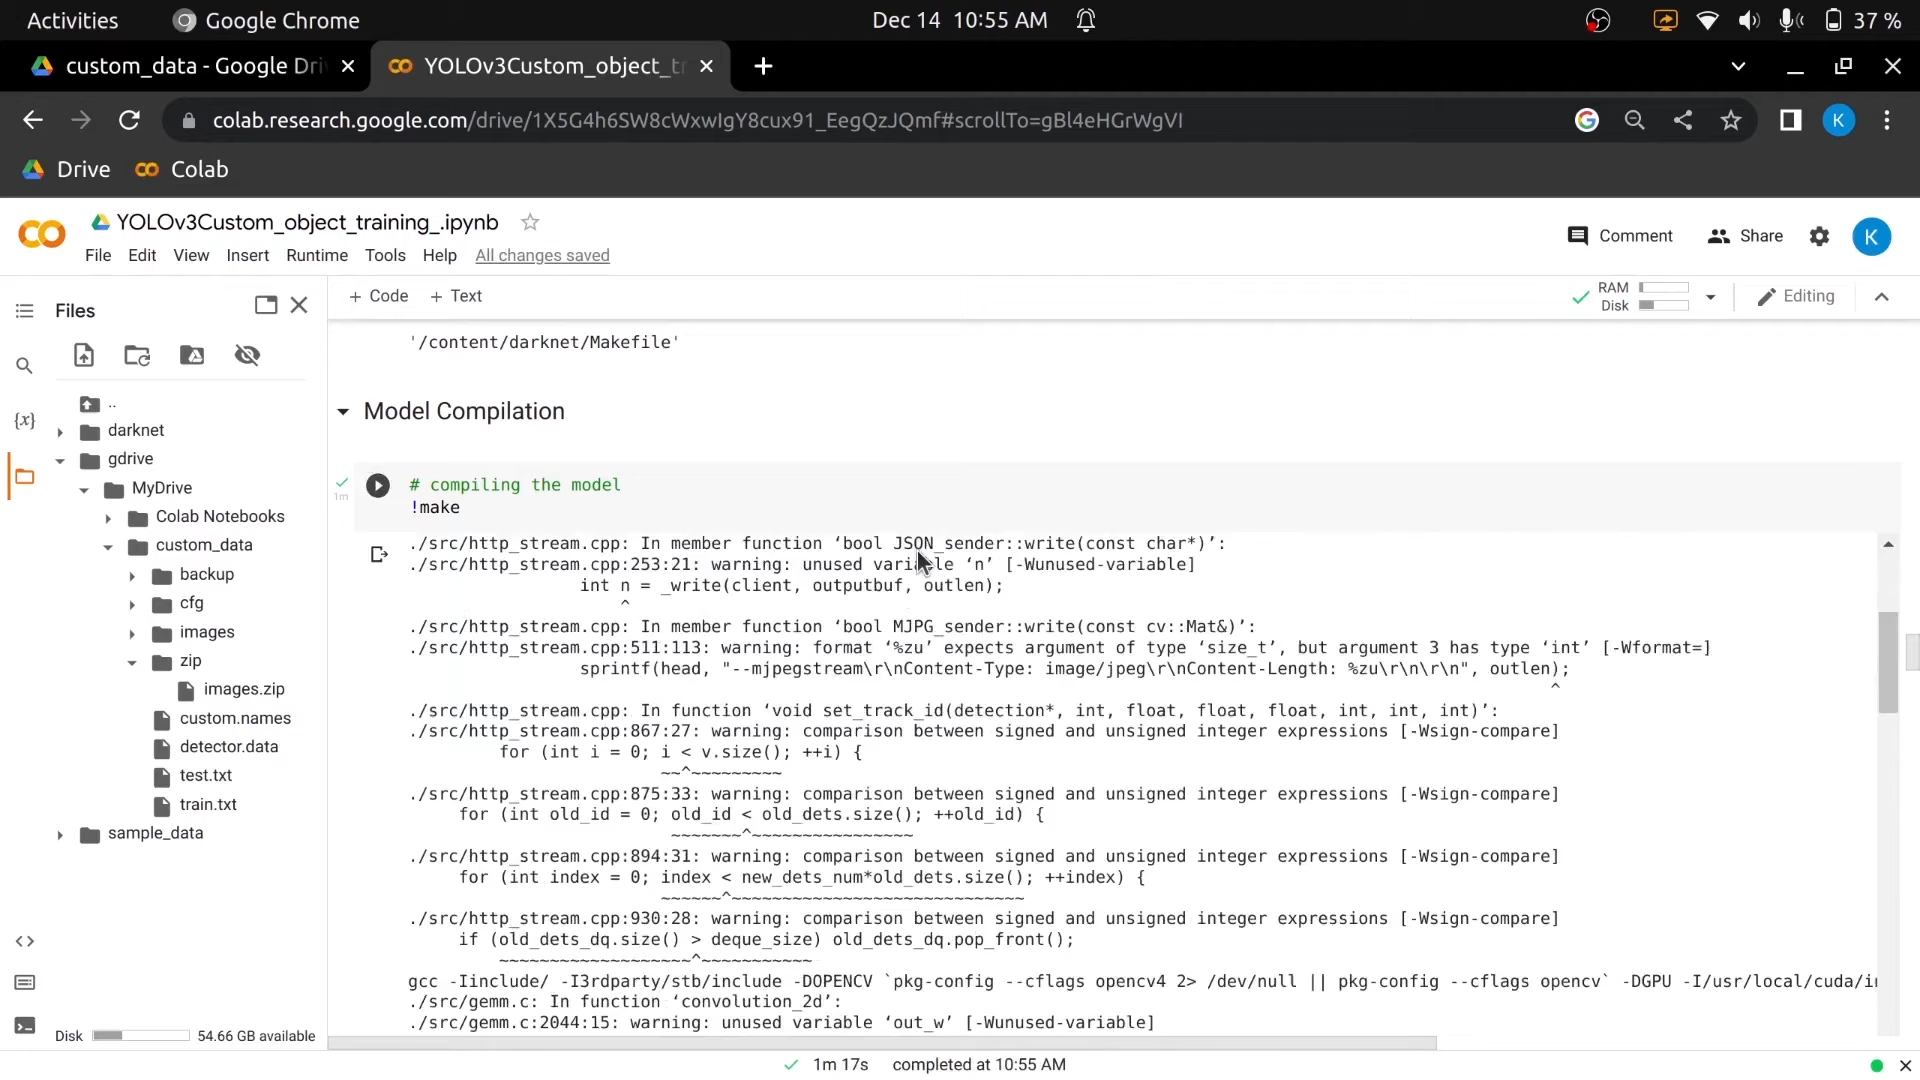 Activities
Google Chrome
Dec 14 10:55 AM
37 %
custom_data - Google Dri
YOLOv3Custom_object_tr
colab.research.google.com/drive/1X5G4h6SW8cWxwIgY8cux91_EegQzJQmf#scrollTo=gBl4eHGrWgVI
K
Drive
Colab
YOLOv3Custom_object_training_.ipynb
File Edit View Insert Runtime Tools Help All changes saved
Comment
Share
K
Files
+ Code + Text
RAM
Disk
Editing
..
darknet
gdrive
MyDrive
Colab Notebooks
custom_data
backup
cfg
images
zip
images.zip
custom.names
detector.data
test.txt
train.txt
sample_data
Disk
54.66 GB available
{x}
'/content/darknet/Makefile'
Model Compilation
1m
# compiling the model
!make
./src/http_stream.cpp: In member function ‘bool JSON_sender::write(const char*)’:
./src/http_stream.cpp:253:21: warning: unused variable ‘n’ [-Wunused-variable]
int n = _write(client, outputbuf, outlen);
^
./src/http_stream.cpp: In member function ‘bool MJPG_sender::write(const cv::Mat&)’:
./src/http_stream.cpp:511:113: warning: format ‘%zu’ expects argument of type ‘size_t’, but argument 3 has type ‘int’ [-Wformat=]
sprintf(head, "--mjpegstream\r\nContent-Type: image/jpeg\r\nContent-Length: %zu\r\n\r\n", outlen);
^
./src/http_stream.cpp: In function ‘void set_track_id(detection*, int, float, float, float, int, int, int)’:
./src/http_stream.cpp:867:27: warning: comparison between signed and unsigned integer expressions [-Wsign-compare]
for (int i = 0; i < v.size(); ++i) {
~~^~~~~~~~~~
./src/http_stream.cpp:875:33: warning: comparison between signed and unsigned integer expressions [-Wsign-compare]
for (int old_id = 0; old_id < old_dets.size(); ++old_id) {
~~~~~~~^~~~~~~~~~~~~~~~~
./src/http_stream.cpp:894:31: warning: comparison between signed and unsigned integer expressions [-Wsign-compare]
for (int index = 0; index < new_dets_num*old_dets.size(); ++index) {
~~~~~~^~~~~~~~~~~~~~~~~~~~~~~~~~~~~~
./src/http_stream.cpp:930:28: warning: comparison between signed and unsigned integer expressions [-Wsign-compare]
if (old_dets_dq.size() > deque_size) old_dets_dq.pop_front();
~~~~~~~~~~~~~~~~~~~^~~~~~~~~~~~
gcc -Iinclude/ -I3rdparty/stb/include -DOPENCV `pkg-config --cflags opencv4 2> /dev/null || pkg-config --cflags opencv` -DGPU -I/usr/local/cuda/in
./src/gemm.c: In function ‘convolution_2d’:
./src/gemm.c:2044:15: warning: unused variable ‘out_w’ [-Wunused-variable]
1m 17s completed at 10:55 AM